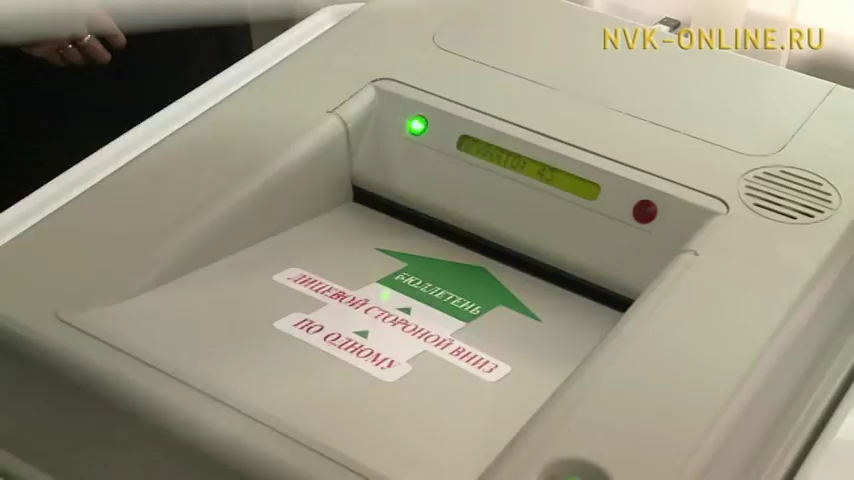 NVK-ONLINE.RU
БЮЛЛЕТЕНЬ
ЛИЦЕВОЙ СТОРОНОЙ ВНИЗ
ПО ОДНОМУ